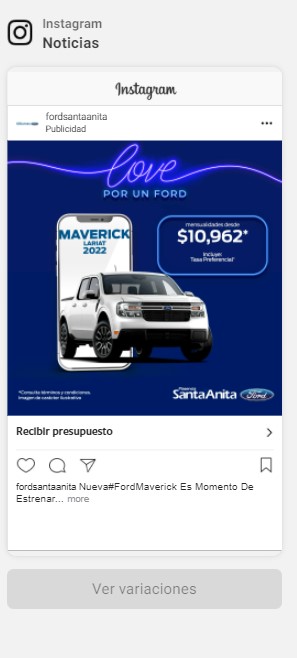 Instagram
Noticias
Instagram
fordsantaanita
Publicidad
love
POR UN FORD
MAVERICK
LARIAT
2022
mensualidades desde
$10,962*
Incluye:
Tasa Preferencial*
*Consulta términos y condiciones.
Imagen de carácter ilustrativo
SantaAnita Ford
Recibir presupuesto
fordsantaanita Nueva#FordMaverick Es Momento De
Estrenar... more
Ver variaciones